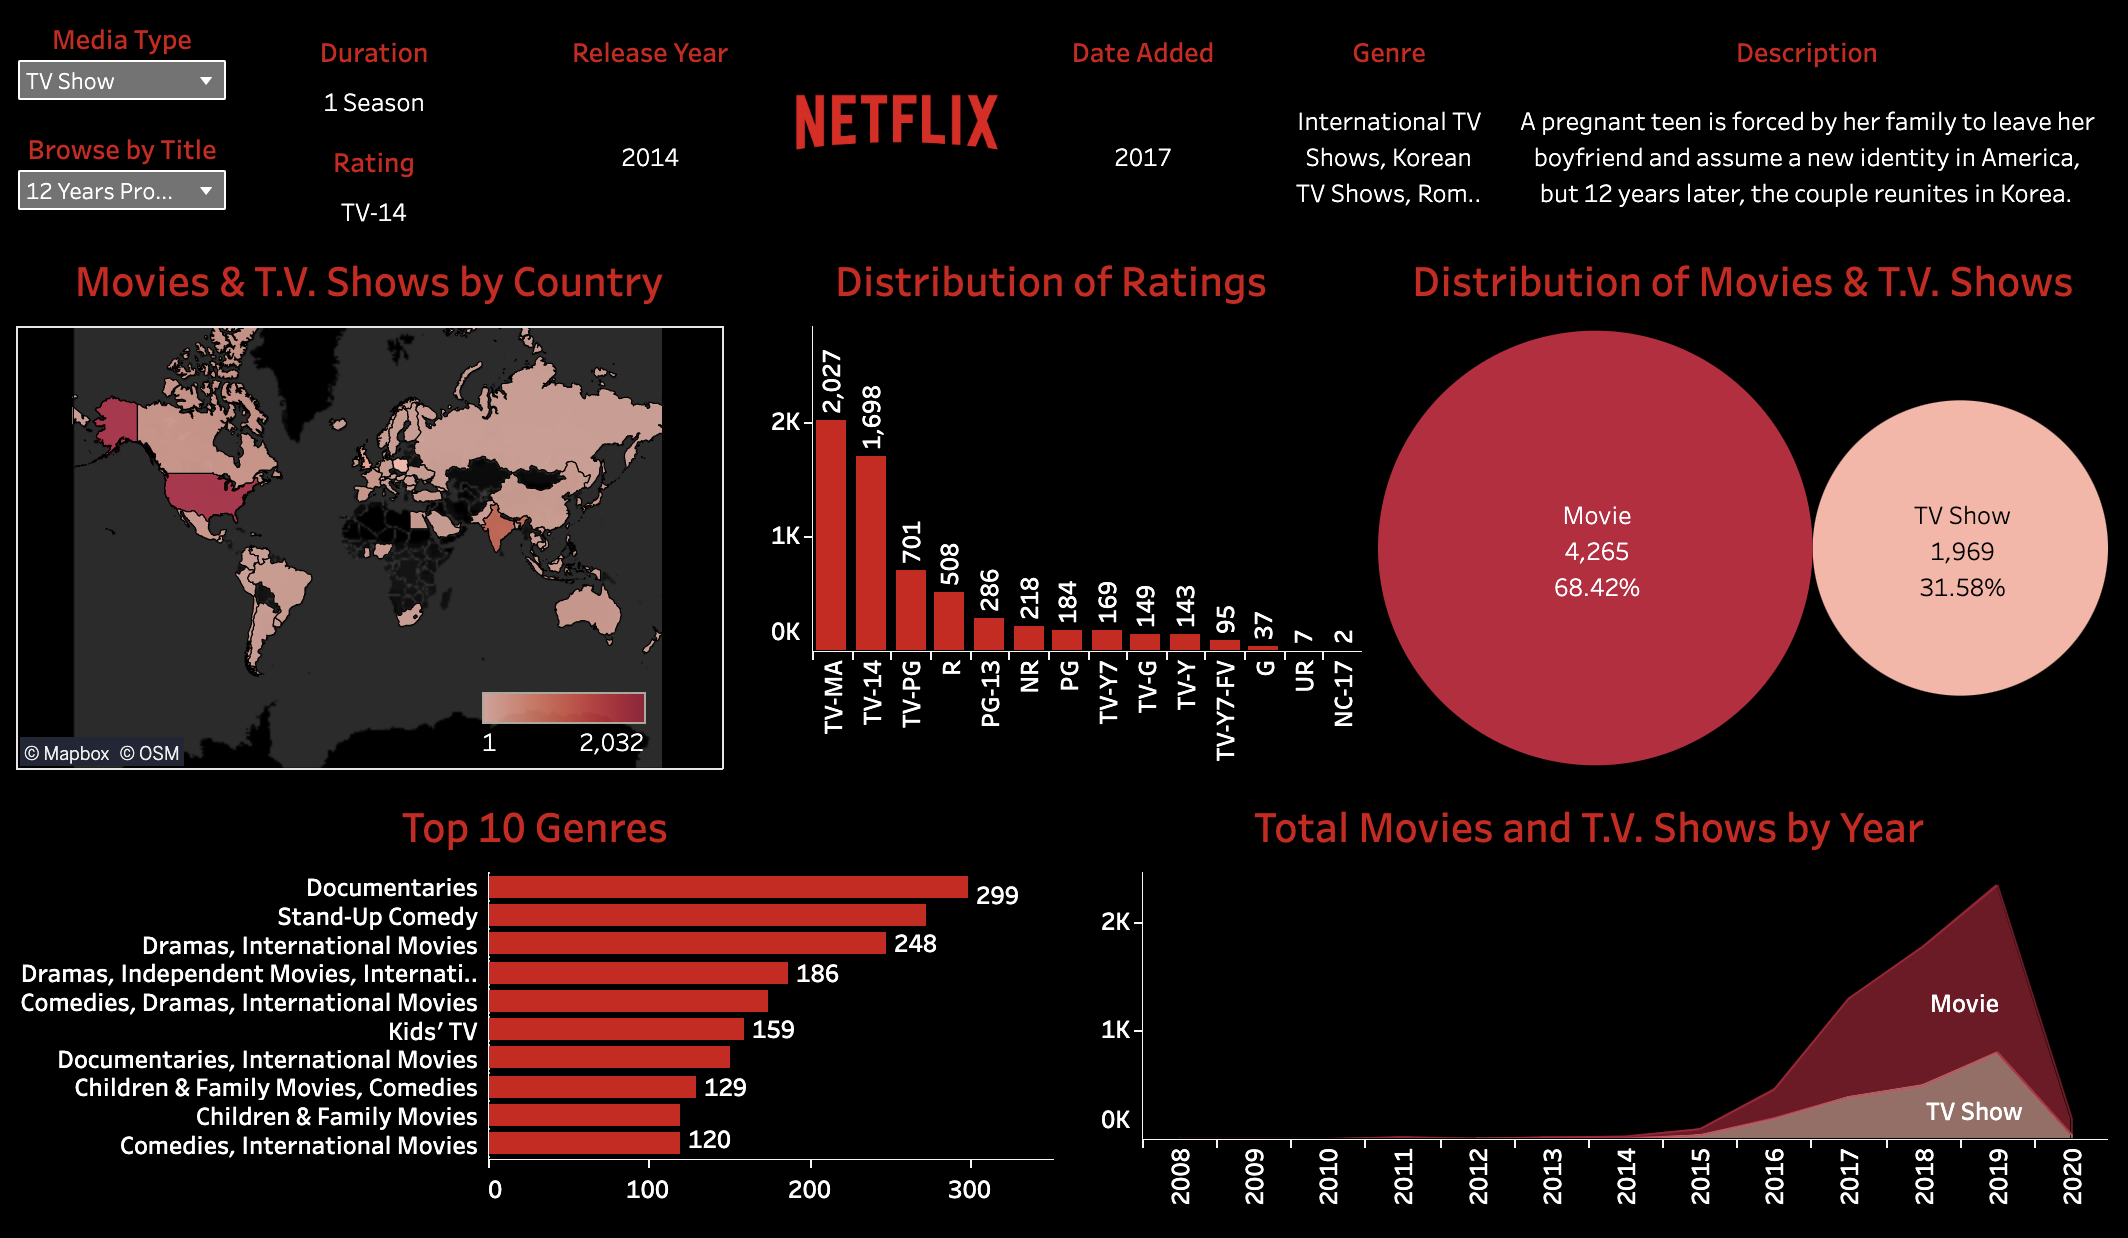 Media Type
TV Show
Browse by Title
12 Years Pro...
Duration
1 Season
Rating
TV-14
Release Year
2014
NETFLIX
Date Added
2017
Genre
International TV
Shows, Korean
TV Shows, Rom..
Description
A pregnant teen is forced by her family to leave her
boyfriend and assume a new identity in America,
but 12 years later, the couple reunites in Korea.
Movies & T.V. Shows by Country
1
2,032
© Mapbox © OSM
Distribution of Ratings
2K
1K
0K
2,027
1,698
701
508
286
218
184
169
149
143
95
37
7
2
TV-MA
TV-14
TV-PG
R
PG-13
NR
PG
TV-Y7
TV-G
TV-Y
TV-Y7-FV
G
UR
NC-17
Distribution of Movies & T.V. Shows
Movie
4,265
68.42%
TV Show
1,969
31.58%
Top 10 Genres
Documentaries
299
Stand-Up Comedy
Dramas, International Movies
248
Dramas, Independent Movies, Internati..
186
Comedies, Dramas, International Movies
Kids’ TV
159
Documentaries, International Movies
Children & Family Movies, Comedies
129
Children & Family Movies
Comedies, International Movies
120
0
100
200
300
Total Movies and T.V. Shows by Year
2K
1K
0K
Movie
TV Show
2008
2009
2010
2011
2012
2013
2014
2015
2016
2017
2018
2019
2020